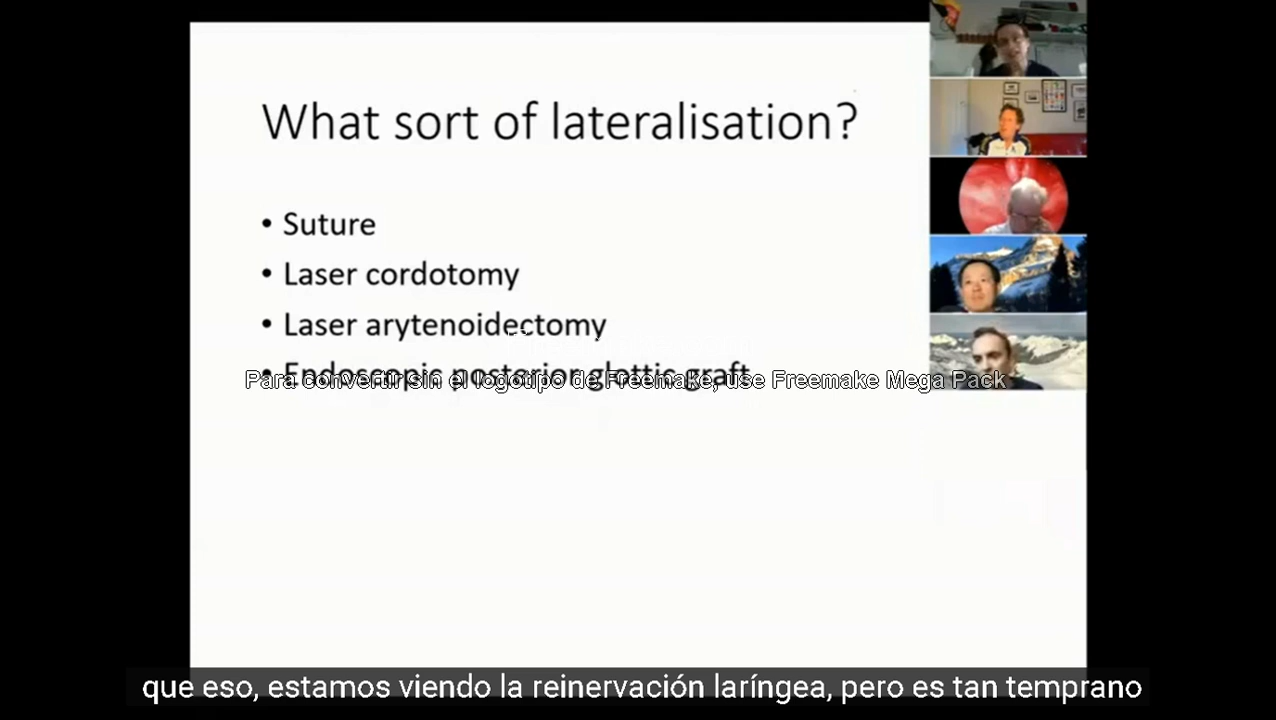 What sort of lateralisation?
• Suture
• Laser cordotomy
• Laser arytenoidectomy
• Endoscopic posterior glottic graft
Para convertir sin el logotipo de Freemake, use Freemake Mega Pack
que eso, estamos viendo la reinervación laríngea, pero es tan temprano